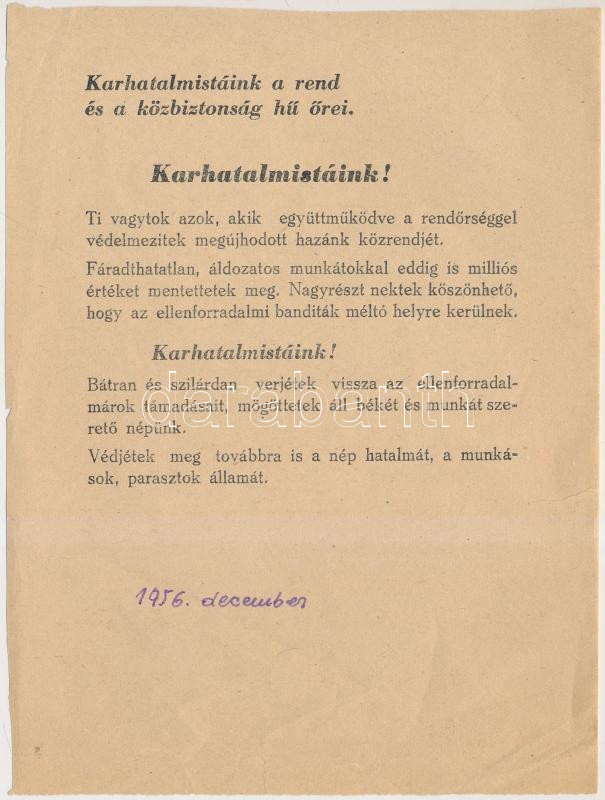 Karhatalmistáink a rend
és a közbiztonság hű őrei.
Karhatalmistáink!
Ti vagytok azok, akik együttműködve a rendőrséggel
védelmezitek megújhodott hazánk közrendjét.
Fáradthatatlan, áldozatos munkátokkal eddig is milliós
értéket mentettetek meg. Nagyrészt nektek köszönhető,
hogy az ellenforradalmi banditák méltó helyre kerülnek.
Karhatalmistáink!
Bátran és szilárdan verjétek vissza az ellenforradal-
márok támadásait, mögöttetek áll békét és munkát sze-
rető népünk.
Védjétek meg továbbra is a nép hatalmát, a munká-
sok, parasztok államát.
darabanth
1956. december